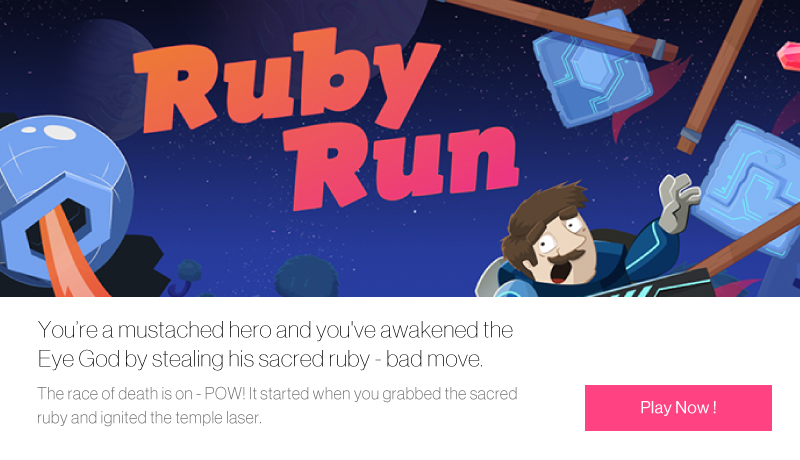 Ruby
Run
You’re a mustached hero and you've awakened the
Eye God by stealing his sacred ruby - bad move.
The race of death is on - POW! It started when you grabbed the sacred
ruby and ignited the temple laser.
Play Now !